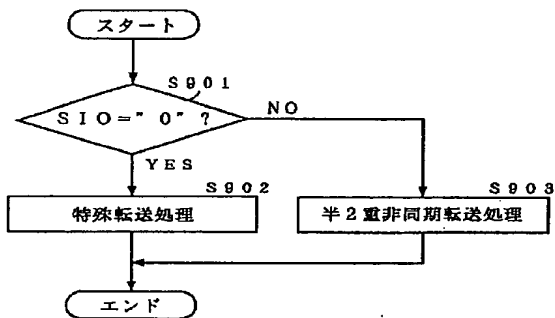 スタート
S901
SIO="0"?
NO
YES
S902
S903
特殊転送処理
半2重非同期転送処理
エンド